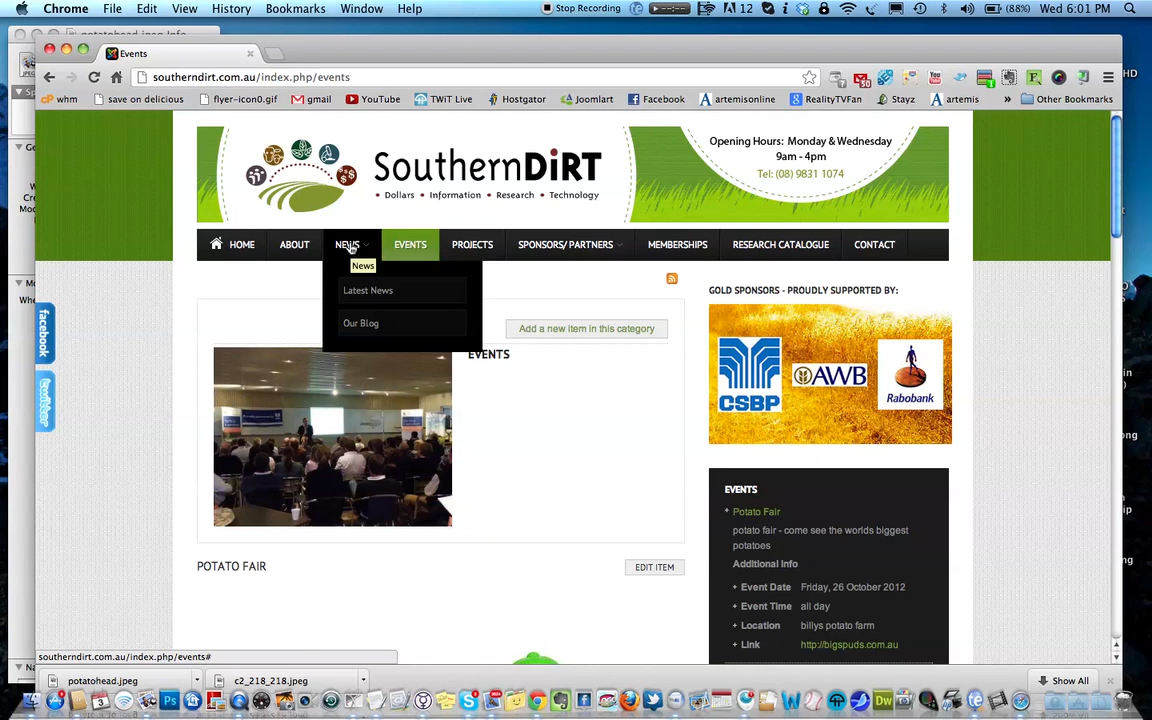 Chrome File Edit View History Bookmarks Window Help Stop Recording 12 (88%) Wed 6:01 PM
potatohead.jpeg Info
Events
southerndirt.com.au/index.php/events
whm save on delicious flyer-icon0.gif gmail YouTube TWiT Live Hostgator Joomlart Facebook artemisonline RealityTVFan Stayz artemis » Other Bookmarks
SouthernDiRT
• Dollars • Information • Research • Technology
Opening Hours: Monday & Wednesday
9am - 4pm
Tel: (08) 9831 1074
HOME ABOUT NEWS EVENTS PROJECTS SPONSORS/PARTNERS MEMBERSHIPS RESEARCH CATALOGUE CONTACT
News
Latest News
Our Blog
Add a new item in this category
EVENTS
facebook
twitter
POTATO FAIR
EDIT ITEM
GOLD SPONSORS - PROUDLY SUPPORTED BY:
CSBP
AWB
Rabobank
EVENTS
Potato Fair
potato fair - come see the worlds biggest
potatoes
Additional Info
Event Date Friday, 26 October 2012
Event Time all day
Location billys potato farm
Link http://bigspuds.com.au
southerndirt.com.au/index.php/events#
potatohead.jpeg c2_218_218.jpeg Show All